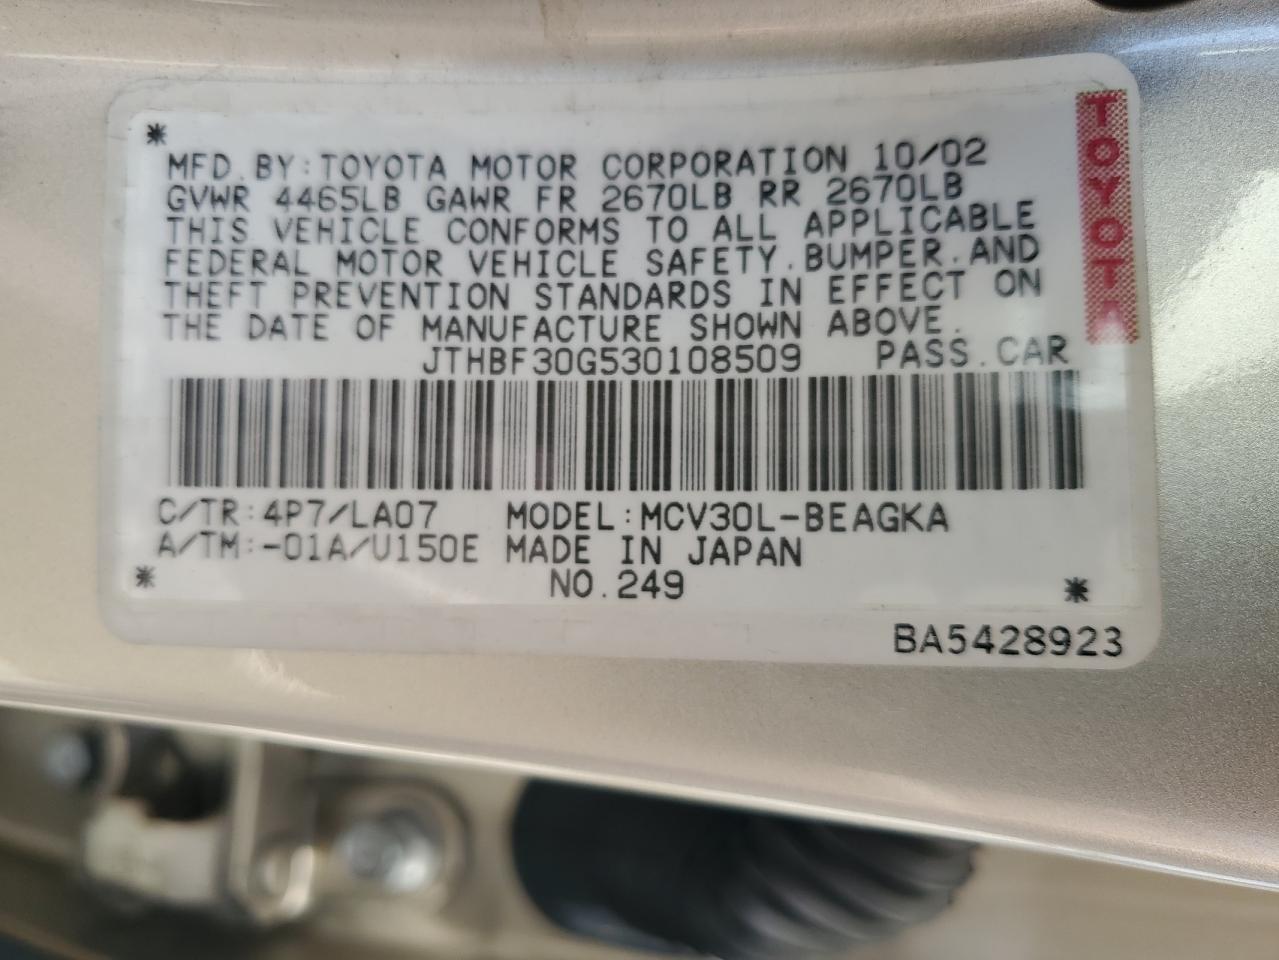 MFD. BY: TOYOTA MOTOR CORPORATION 10/02
GVWR 4465LB GAWR FR 2670LB RR 2670LB
THIS VEHICLE CONFORMS TO ALL APPLICABLE
FEDERAL MOTOR VEHICLE SAFETY. BUMPER. AND
THEFT PREVENTION STANDARDS IN EFFECT ON
THE DATE OF MANUFACTURE SHOWN ABOVE.
JTHBF30G530108509 PASS. CAR
C/TR: 4P7/LA07 MODEL: MCV30L-BEAGKA
A/TM: -01A/U150E MADE IN JAPAN
NO. 249
BA5428923
TOYOTA